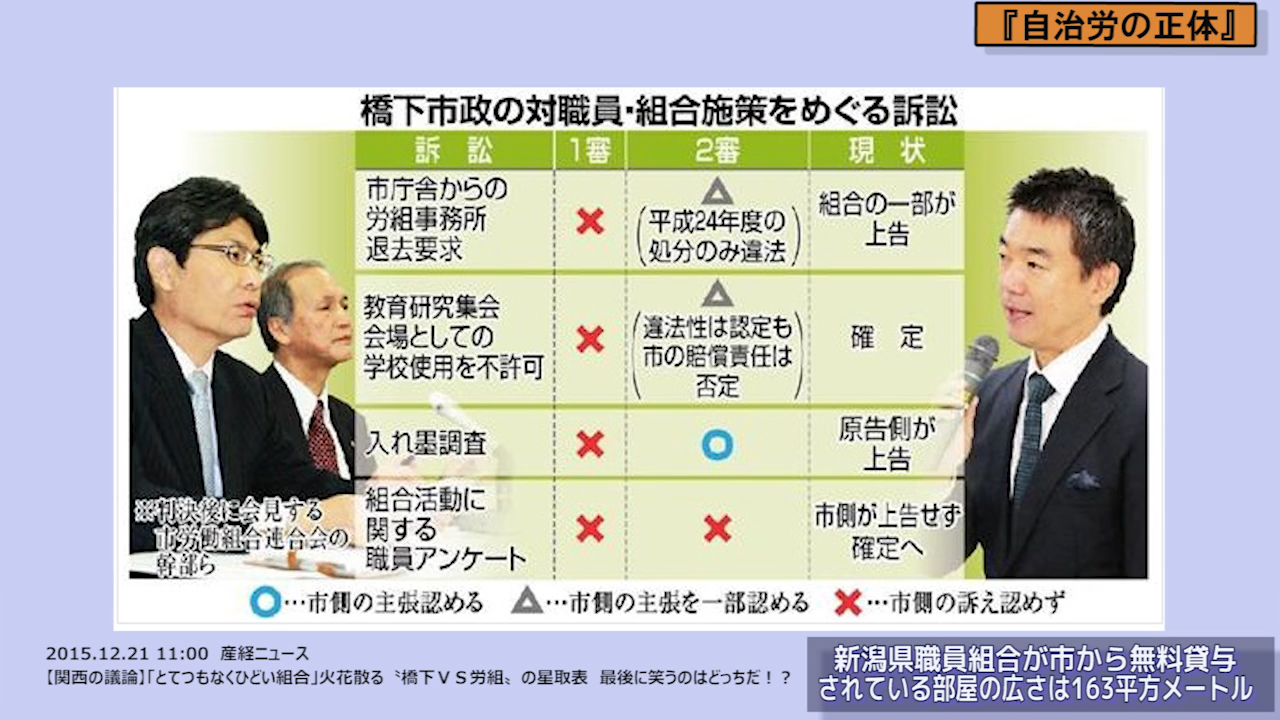 『自治労の正体』
橋下市政の対職員・組合施策をめぐる訴訟
訴訟 1審 2審 現状
市庁舎からの
労組事務所
退去要求
×
△
(平成24年度の
処分のみ違法)
組合の一部が
上告
教育研究集会
会場としての
学校使用を不許可
×
△
(違法性は認定も
市の賠償責任は
否定)
確定
入れ墨調査
×
○
原告側が
上告
組合活動に
関する
職員アンケート
×
×
市側が上告せず
確定へ
※判決後に会見する
市労働組合連合会の
幹部ら
○…市側の主張認める △…市側の主張を一部認める ×…市側の訴え認めず
2015.12.21 11:00 産経ニュース
【関西の議論】「とてつもなくひどい組合」火花散る〝橋下VS労組〟の星取表 最後に笑うのはどっちだ!?
新潟県職員組合が市から無料貸与
されている部屋の広さは163平方メートル